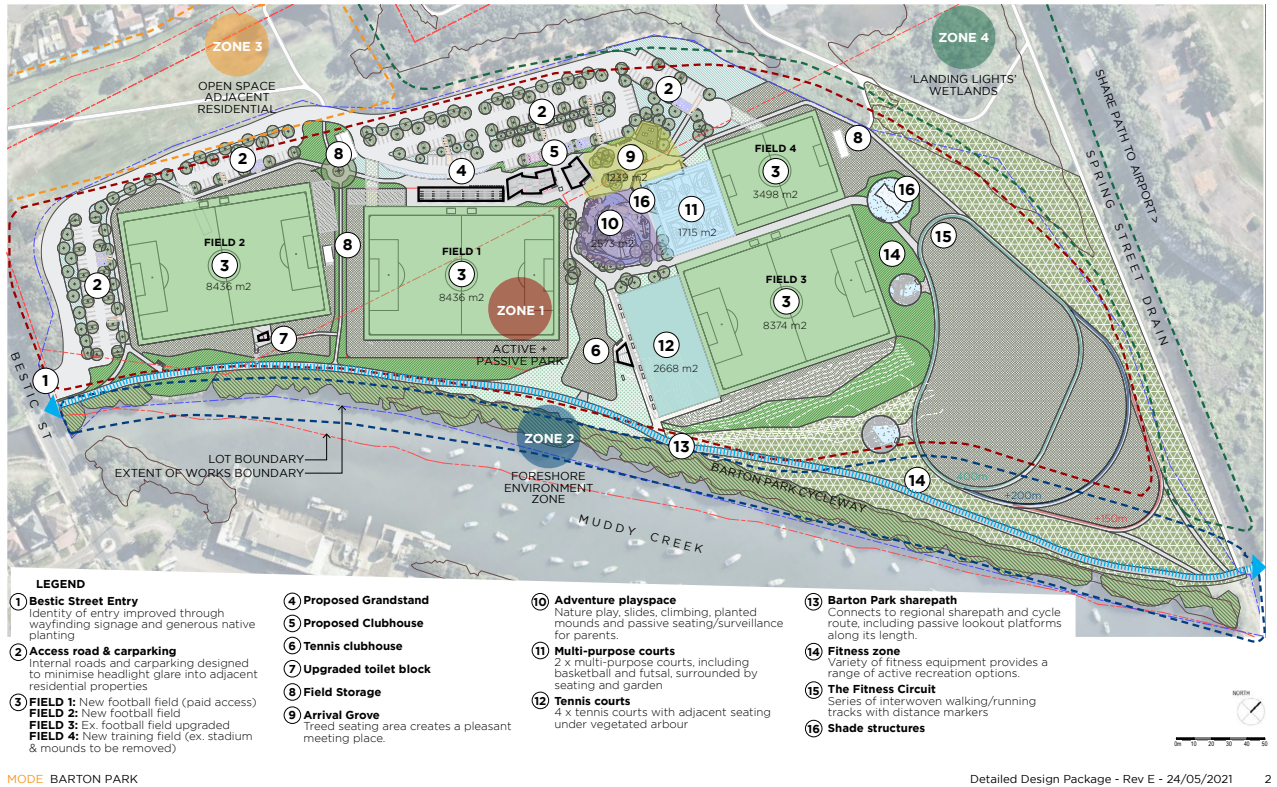 ZONE 3
OPEN SPACE
ADJACENT
RESIDENTIAL
ZONE 4
'LANDING LIGHTS'
WETLANDS
SHARE PATH TO AIRPORT >
SPRING STREET DRAIN
2
2
2
2
8
8
8
4
5
9
1239 m2
16
16
10
2573 m2
11
1715 m2
FIELD 4
3
3498 m2
FIELD 2
3
8436 m2
FIELD 1
3
8436 m2
FIELD 3
3
8374 m2
15
14
14
ZONE 1
ACTIVE +
PASSIVE PARK
7
6
12
2668 m2
1
BESTIC ST
LOT BOUNDARY
EXTENT OF WORKS BOUNDARY
ZONE 2
FORESHORE
ENVIRONMENT
ZONE
13
BARTON PARK CYCLEWAY
MUDDY CREEK
400m
+200m
+150m
LEGEND
1 Bestic Street Entry
Identity of entry improved through
wayfinding signage and generous native
planting
2 Access road & carparking
Internal roads and carparking designed
to minimise headlight glare into adjacent
residential properties
3 FIELD 1: New football field (paid access)
FIELD 2: New football field
FIELD 3: Ex. football field upgraded
FIELD 4: New training field (ex. stadium
& mounds to be removed)
4 Proposed Grandstand
5 Proposed Clubhouse
6 Tennis clubhouse
7 Upgraded toilet block
8 Field Storage
9 Arrival Grove
Treed seating area creates a pleasant
meeting place.
10 Adventure playspace
Nature play, slides, climbing, planted
mounds and passive seating/surveillance
for parents.
11 Multi-purpose courts
2 x multi-purpose courts, including
basketball and futsal, surrounded by
seating and garden
12 Tennis courts
4 x tennis courts with adjacent seating
under vegetated arbour
13 Barton Park sharepath
Connects to regional sharepath and cycle
route, including passive lookout platforms
along its length.
14 Fitness zone
Variety of fitness equipment provides a
range of active recreation options.
15 The Fitness Circuit
Series of interwoven walking/running
tracks with distance markers
16 Shade structures
NORTH
0m 10 20 30 40 50
MODE BARTON PARK
Detailed Design Package - Rev E - 24/05/2021 2